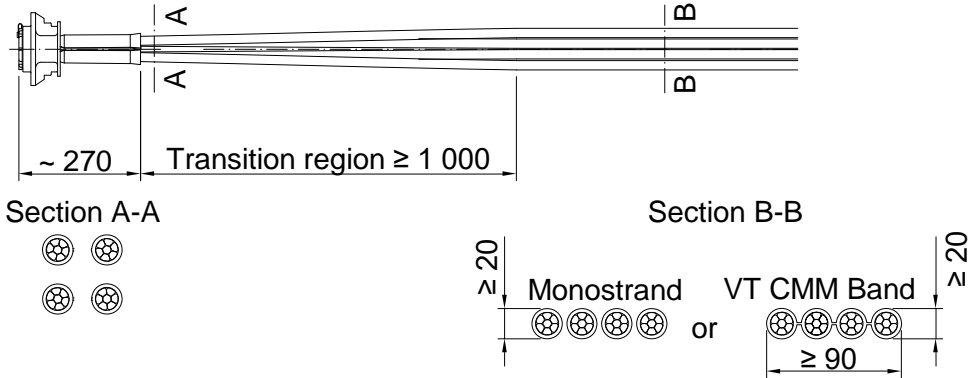 A
B
A
B
~ 270
Transition region ≥ 1 000
Section A-A
Section B-B
≥ 20
Monostrand
or
VT CMM Band
≥ 20
≥ 90